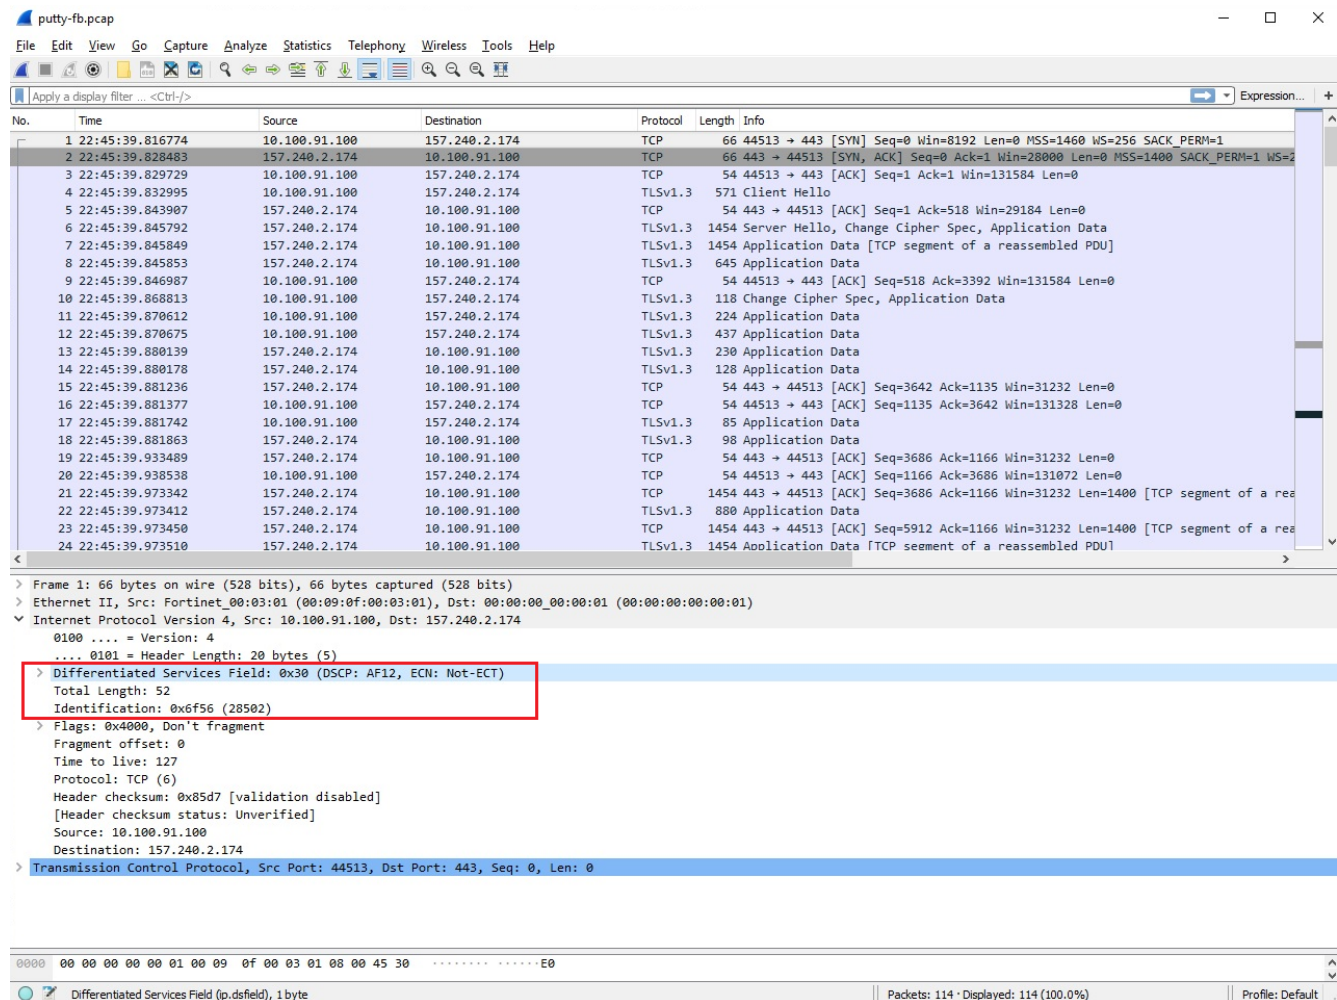 putty-fb.pcap
File Edit View Go Capture Analyze Statistics Telephony Wireless Tools Help
Apply a display filter ... <Ctrl-/> Expression... +
No. Time Source Destination Protocol Length Info
1 22:45:39.816774 10.100.91.100 157.240.2.174 TCP 66 44513 → 443 [SYN] Seq=0 Win=8192 Len=0 MSS=1460 WS=256 SACK_PERM=1
2 22:45:39.828483 157.240.2.174 10.100.91.100 TCP 66 443 → 44513 [SYN, ACK] Seq=0 Ack=1 Win=28000 Len=0 MSS=1400 SACK_PERM=1 WS=2
3 22:45:39.829729 10.100.91.100 157.240.2.174 TCP 54 44513 → 443 [ACK] Seq=1 Ack=1 Win=131584 Len=0
4 22:45:39.832995 10.100.91.100 157.240.2.174 TLSv1.3 571 Client Hello
5 22:45:39.843907 157.240.2.174 10.100.91.100 TCP 54 443 → 44513 [ACK] Seq=1 Ack=518 Win=29184 Len=0
6 22:45:39.845792 157.240.2.174 10.100.91.100 TLSv1.3 1454 Server Hello, Change Cipher Spec, Application Data
7 22:45:39.845849 157.240.2.174 10.100.91.100 TLSv1.3 1454 Application Data [TCP segment of a reassembled PDU]
8 22:45:39.845853 157.240.2.174 10.100.91.100 TLSv1.3 645 Application Data
9 22:45:39.846987 10.100.91.100 157.240.2.174 TCP 54 44513 → 443 [ACK] Seq=518 Ack=3392 Win=131584 Len=0
10 22:45:39.868813 10.100.91.100 157.240.2.174 TLSv1.3 118 Change Cipher Spec, Application Data
11 22:45:39.870612 10.100.91.100 157.240.2.174 TLSv1.3 224 Application Data
12 22:45:39.870675 10.100.91.100 157.240.2.174 TLSv1.3 437 Application Data
13 22:45:39.880139 157.240.2.174 10.100.91.100 TLSv1.3 230 Application Data
14 22:45:39.880178 157.240.2.174 10.100.91.100 TLSv1.3 128 Application Data
15 22:45:39.881236 157.240.2.174 10.100.91.100 TCP 54 443 → 44513 [ACK] Seq=3642 Ack=1135 Win=31232 Len=0
16 22:45:39.881377 10.100.91.100 157.240.2.174 TCP 54 44513 → 443 [ACK] Seq=1135 Ack=3642 Win=131328 Len=0
17 22:45:39.881742 10.100.91.100 157.240.2.174 TLSv1.3 85 Application Data
18 22:45:39.881863 157.240.2.174 10.100.91.100 TLSv1.3 98 Application Data
19 22:45:39.933489 157.240.2.174 10.100.91.100 TCP 54 443 → 44513 [ACK] Seq=3686 Ack=1166 Win=31232 Len=0
20 22:45:39.938538 10.100.91.100 157.240.2.174 TCP 54 44513 → 443 [ACK] Seq=1166 Ack=3686 Win=131072 Len=0
21 22:45:39.973342 157.240.2.174 10.100.91.100 TCP 1454 443 → 44513 [ACK] Seq=3686 Ack=1166 Win=31232 Len=1400 [TCP segment of a rea
22 22:45:39.973412 157.240.2.174 10.100.91.100 TLSv1.3 880 Application Data
23 22:45:39.973450 157.240.2.174 10.100.91.100 TCP 1454 443 → 44513 [ACK] Seq=5912 Ack=1166 Win=31232 Len=1400 [TCP segment of a rea
24 22:45:39.973510 157.240.2.174 10.100.91.100 TLSv1.3 1454 Application Data [TCP segment of a reassembled PDU]
Frame 1: 66 bytes on wire (528 bits), 66 bytes captured (528 bits)
Ethernet II, Src: Fortinet_00:03:01 (00:09:0f:00:03:01), Dst: 00:00:00_00:00:01 (00:00:00:00:00:01)
Internet Protocol Version 4, Src: 10.100.91.100, Dst: 157.240.2.174
0100 .... = Version: 4
.... 0101 = Header Length: 20 bytes (5)
Differentiated Services Field: 0x30 (DSCP: AF12, ECN: Not-ECT)
Total Length: 52
Identification: 0x6f56 (28502)
Flags: 0x4000, Don't fragment
Fragment offset: 0
Time to live: 127
Protocol: TCP (6)
Header checksum: 0x85d7 [validation disabled]
[Header checksum status: Unverified]
Source: 10.100.91.100
Destination: 157.240.2.174
Transmission Control Protocol, Src Port: 44513, Dst Port: 443, Seq: 0, Len: 0
0000 00 00 00 00 00 01 00 09 0f 00 03 01 08 00 45 30 ········ ······E0
Differentiated Services Field (ip.dsfield), 1 byte Packets: 114 · Displayed: 114 (100.0%) Profile: Default